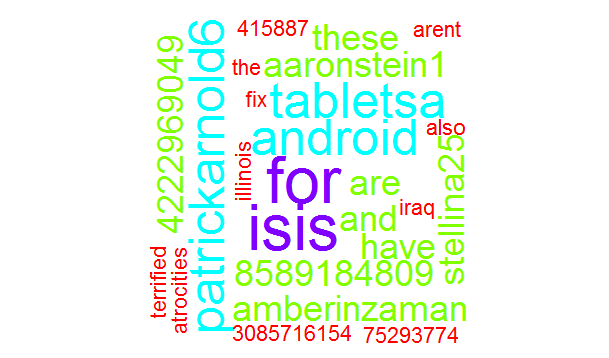 415887
these
arent
the
aaronstein1
fix
tabletsa
android
also
4222969049
patrickarnold6
illinois
for
are
stellina25
isis
and
iraq
have
terrified
atrocities
8589184809
amberinzaman
3085716154
75293774